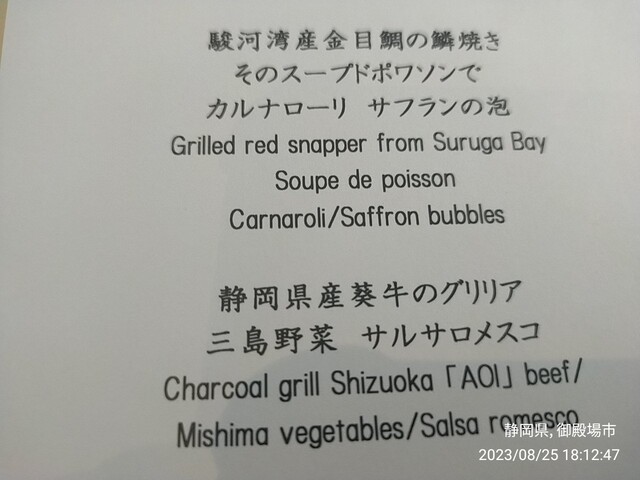 駿河湾産金目鯛の鱗焼き
そのスープドポワソンで
カルナローリ サフランの泡
Grilled red snapper from Suruga Bay
Soupe de poisson
Carnaroli/Saffron bubbles
静岡県産葵牛のグリリア
三島野菜 サルサロメスコ
Charcoal grill Shizuoka「AOI」beef/
Mishima vegetables/Salsa romesco
静岡県, 御殿場市
2023/08/25 18:12:47